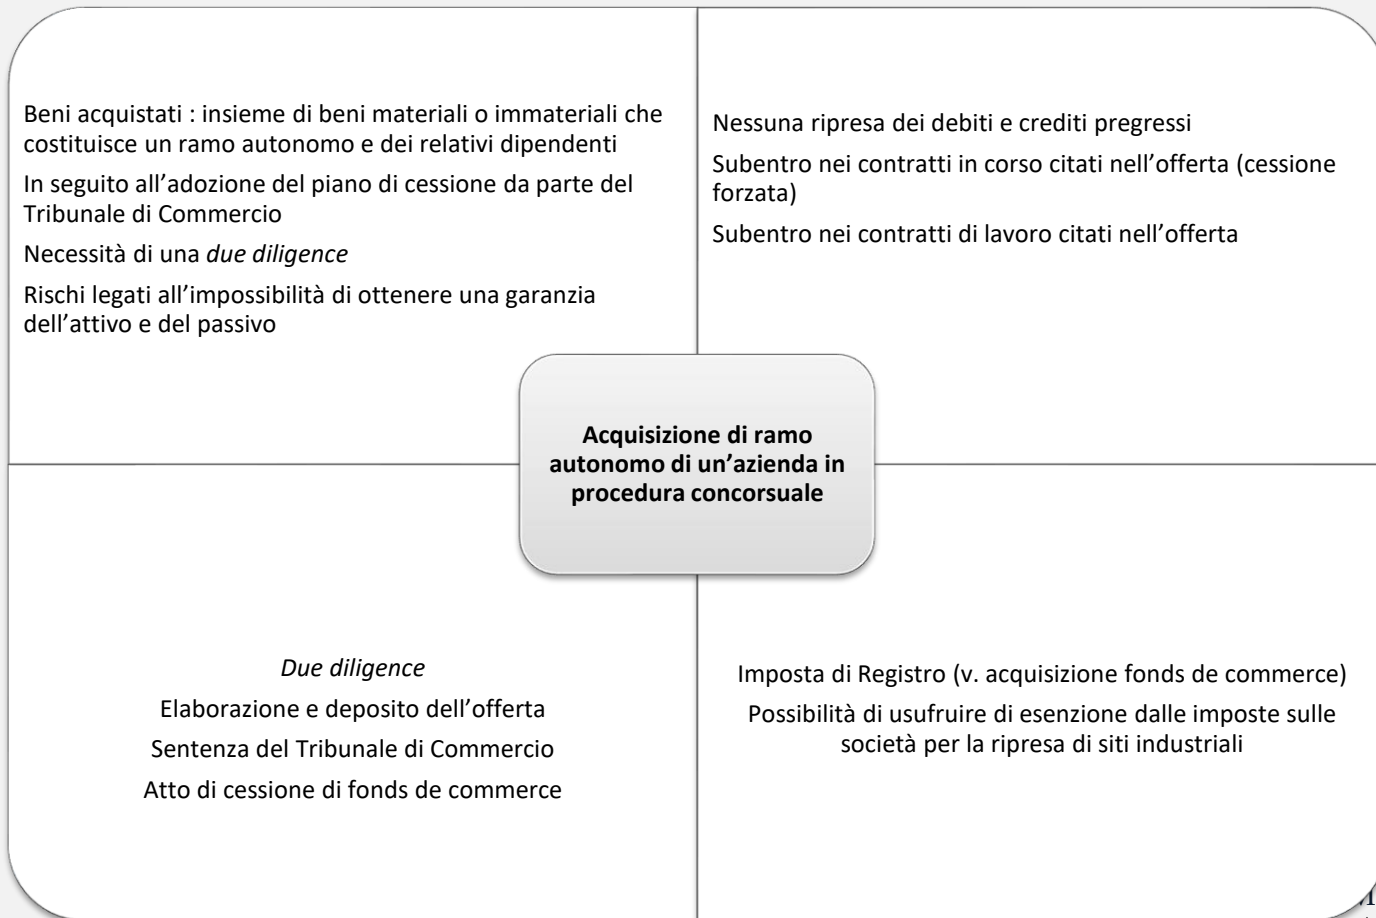 Beni acquistati : insieme di beni materiali o immateriali che
costituisce un ramo autonomo e dei relativi dipendenti
In seguito all’adozione del piano di cessione da parte del
Tribunale di Commercio
Necessità di una due diligence
Rischi legati all’impossibilità di ottenere una garanzia
dell’attivo e del passivo
Nessuna ripresa dei debiti e crediti pregressi
Subentro nei contratti in corso citati nell’offerta (cessione
forzata)
Subentro nei contratti di lavoro citati nell’offerta
Acquisizione di ramo
autonomo di un’azienda in
procedura concorsuale
Due diligence
Elaborazione e deposito dell’offerta
Sentenza del Tribunale di Commercio
Atto di cessione di fonds de commerce
Imposta di Registro (v. acquisizione fonds de commerce)
Possibilità di usufruire di esenzione dalle imposte sulle
società per la ripresa di siti industriali